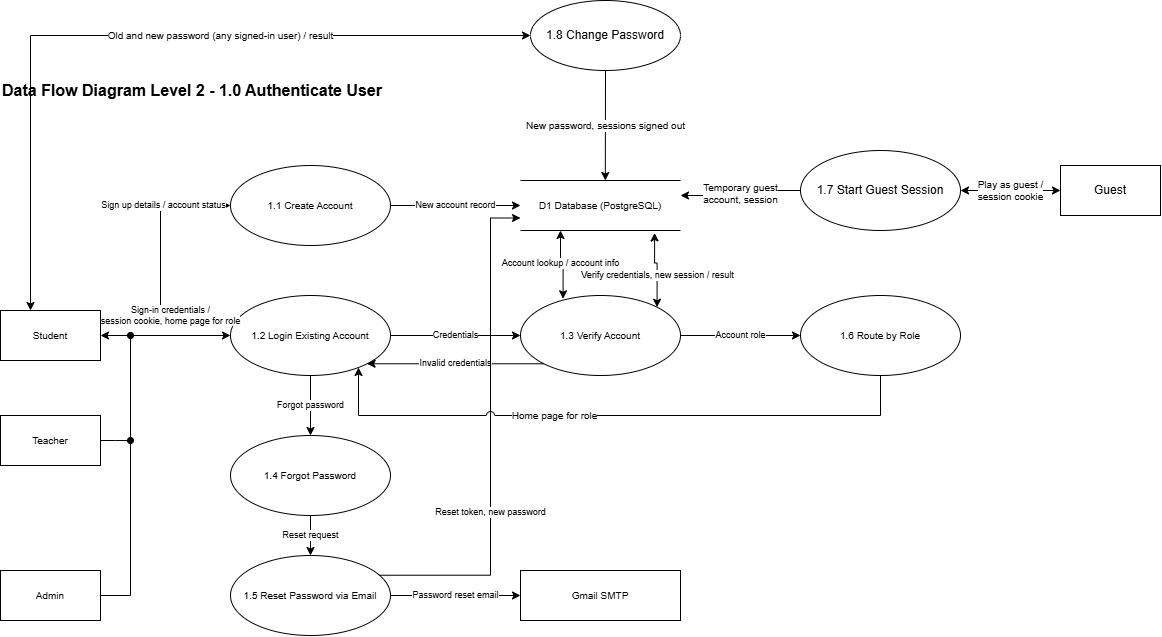 1.8 Change Password
Old and new password (any signed-in user) / result
Data Flow Diagram Level 2 - 1.0 Authenticate User
New password, sessions signed out
1.1 Create Account
Sign up details / account status
New account record
D1 Database (PostgreSQL)
Temporary guest
account, session
1.7 Start Guest Session
Play as guest /
session cookie
Guest
Account lookup / account info
Verify credentials, new session / result
Sign-in credentials /
session cookie, home page for role
Student
1.2 Login Existing Account
Credentials
1.3 Verify Account
Account role
1.6 Route by Role
Invalid credentials
Forgot password
Home page for role
Teacher
1.4 Forgot Password
Reset token, new password
Reset request
Admin
1.5 Reset Password via Email
Password reset email
Gmail SMTP